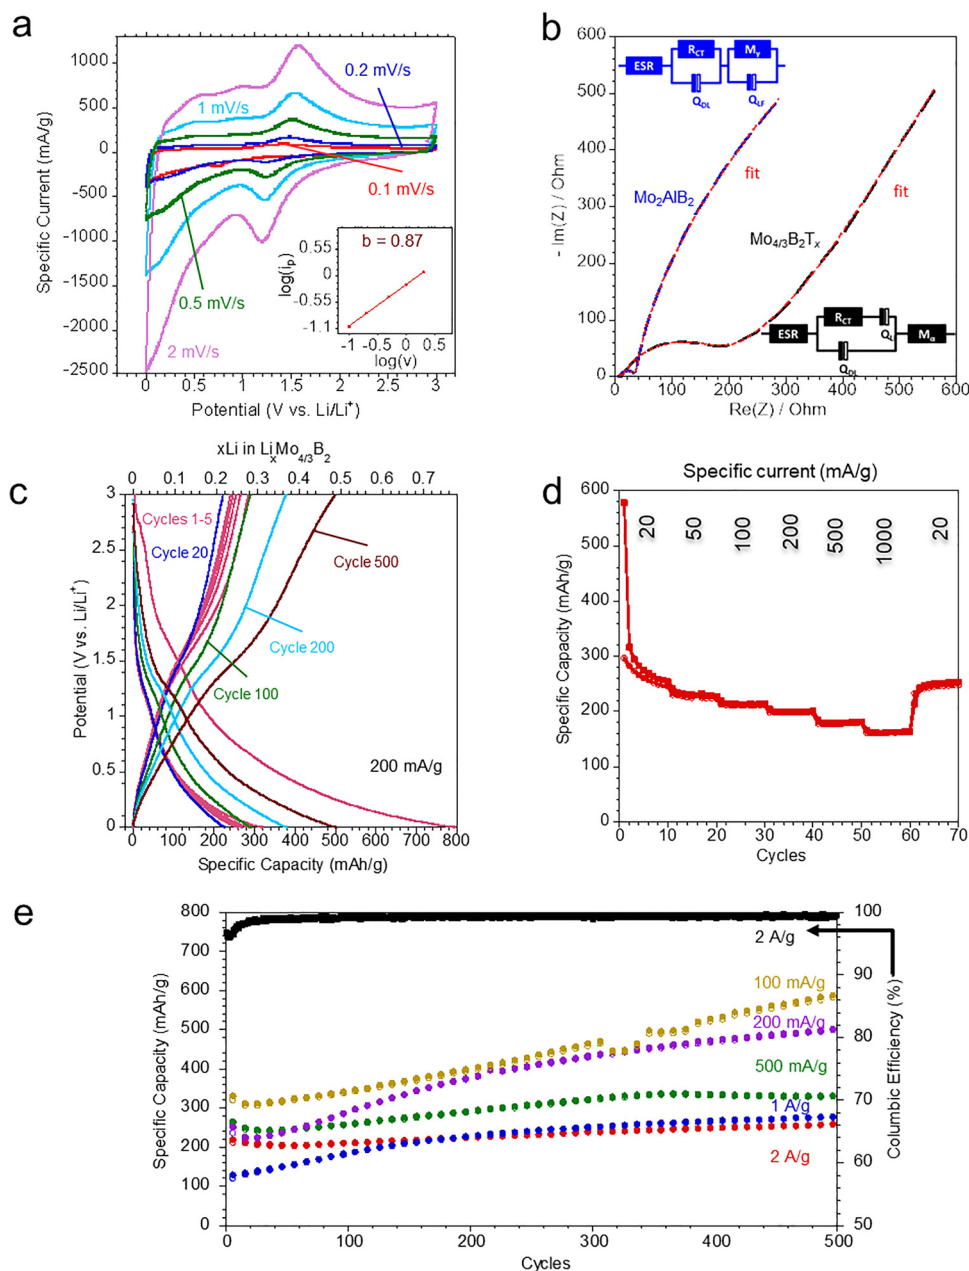 a
1000
500
0
-500
-1000
-1500
-2000
-2500
Specific Current (mA/g)
0.2 mV/s
1 mV/s
0.1 mV/s
0.5 mV/s
2 mV/s
b = 0.87
0.55
0
-0.55
-1.1
log(iₚ)
-1 -0.5 0 0.5
log(v)
0 0.5 1 1.5 2 2.5 3
Potential (V vs. Li/Li⁺)
b
600
500
400
300
200
100
0
- Im(Z) / Ohm
ESR
R_CT
M_γ
Q_DL
Q_LF
Mo₂AlB₂
fit
fit
Mo₄/₃B₂Tₓ
ESR
R_CT
Q_DL
M_α
0 100 200 300 400 500 600
Re(Z) / Ohm
c
xLi in LiₓMo₄/₃B₂
0 0.1 0.2 0.3 0.4 0.5 0.6 0.7
3
2.5
2
1.5
1
0.5
0
Potential (V vs. Li/Li⁺)
Cycles 1-5
Cycle 20
Cycle 500
Cycle 200
Cycle 100
200 mA/g
0 100 200 300 400 500 600 700 800
Specific Capacity (mAh/g)
d
Specific current (mA/g)
20 50 100 200 500 1000 20
600
500
400
300
200
100
0
Specific Capacity (mAh/g)
0 10 20 30 40 50 60 70
Cycles
e
800
700
600
500
400
300
200
100
0
Specific Capacity (mAh/g)
2 A/g
100 mA/g
200 mA/g
500 mA/g
1 A/g
2 A/g
100
90
80
70
60
50
Columbic Efficiency (%)
0 100 200 300 400 500
Cycles